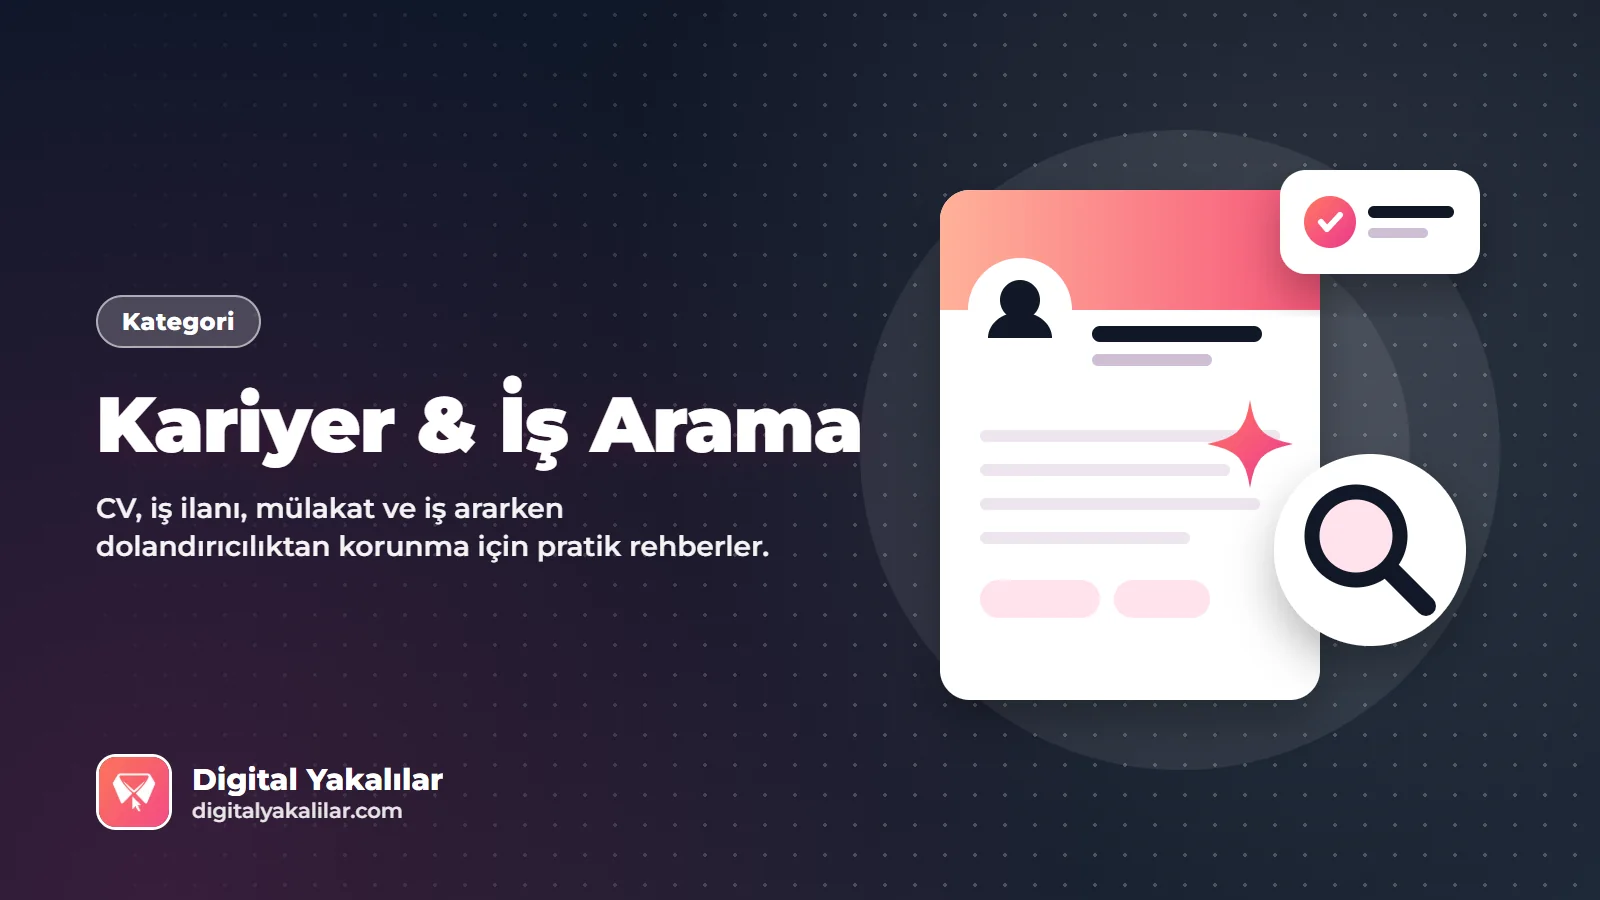 Kategori
Kariyer & İş Arama
CV, iş ilanı, mülakat ve iş ararken
dolandırıcılıktan korunma için pratik rehberler.
Digital Yakalılar
digitalyakalilar.com